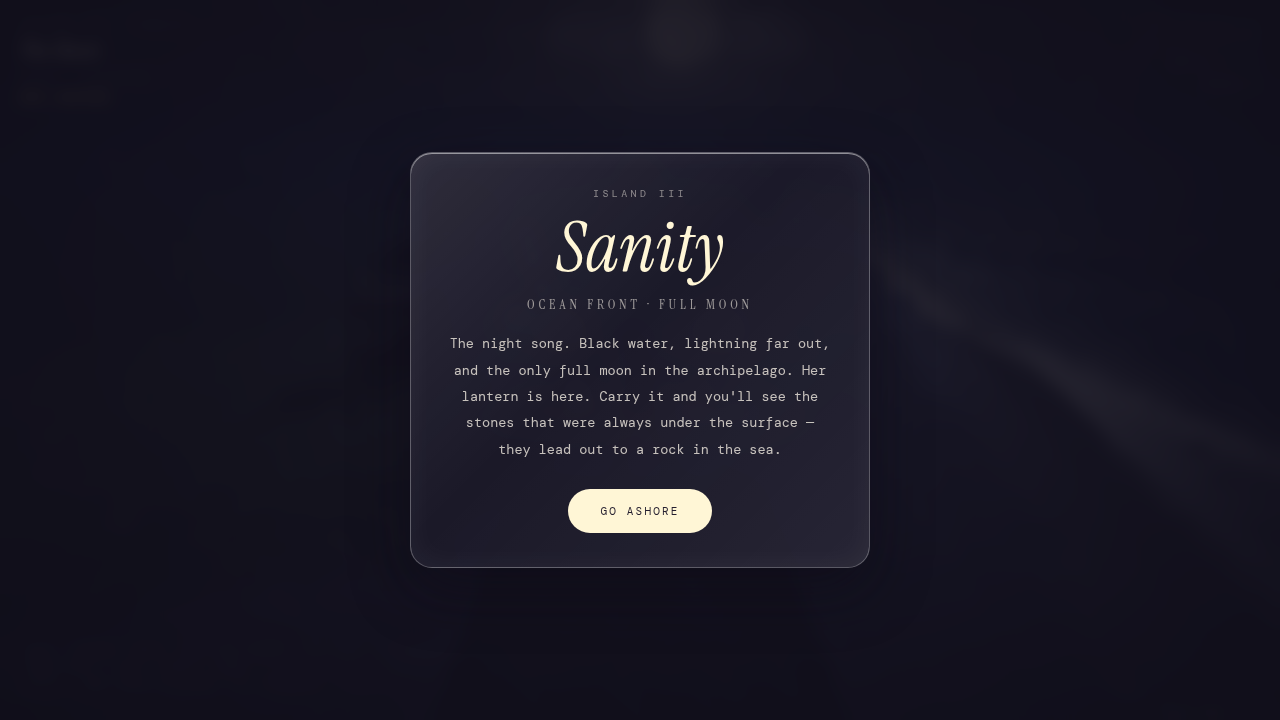 ISLAND III
Sanity
OCEAN FRONT · FULL MOON
The night song. Black water, lightning far out,
and the only full moon in the archipelago. Her
lantern is here. Carry it and you'll see the
stones that were always under the surface —
they lead out to a rock in the sea.
GO ASHORE